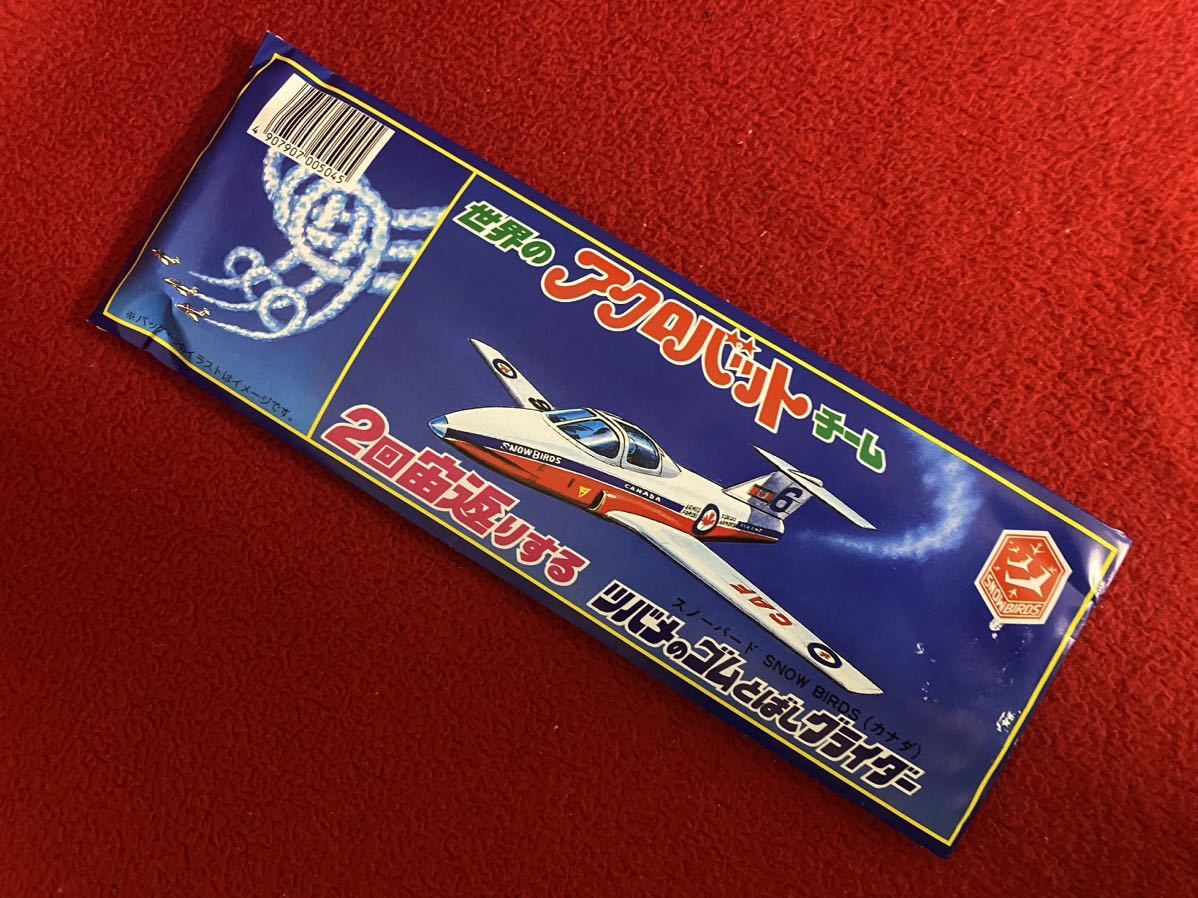 4 907907 005045
※パッケージのイラストはイメージです。
世界の
アクロバット
チーム
SNOWBIRDS
CANADA
6
6
CAF
2回宙返りする
スノーバード SNOW BIRDS (カナダ)
ツバメのゴムとばしグライダー
SNOWBIRDS